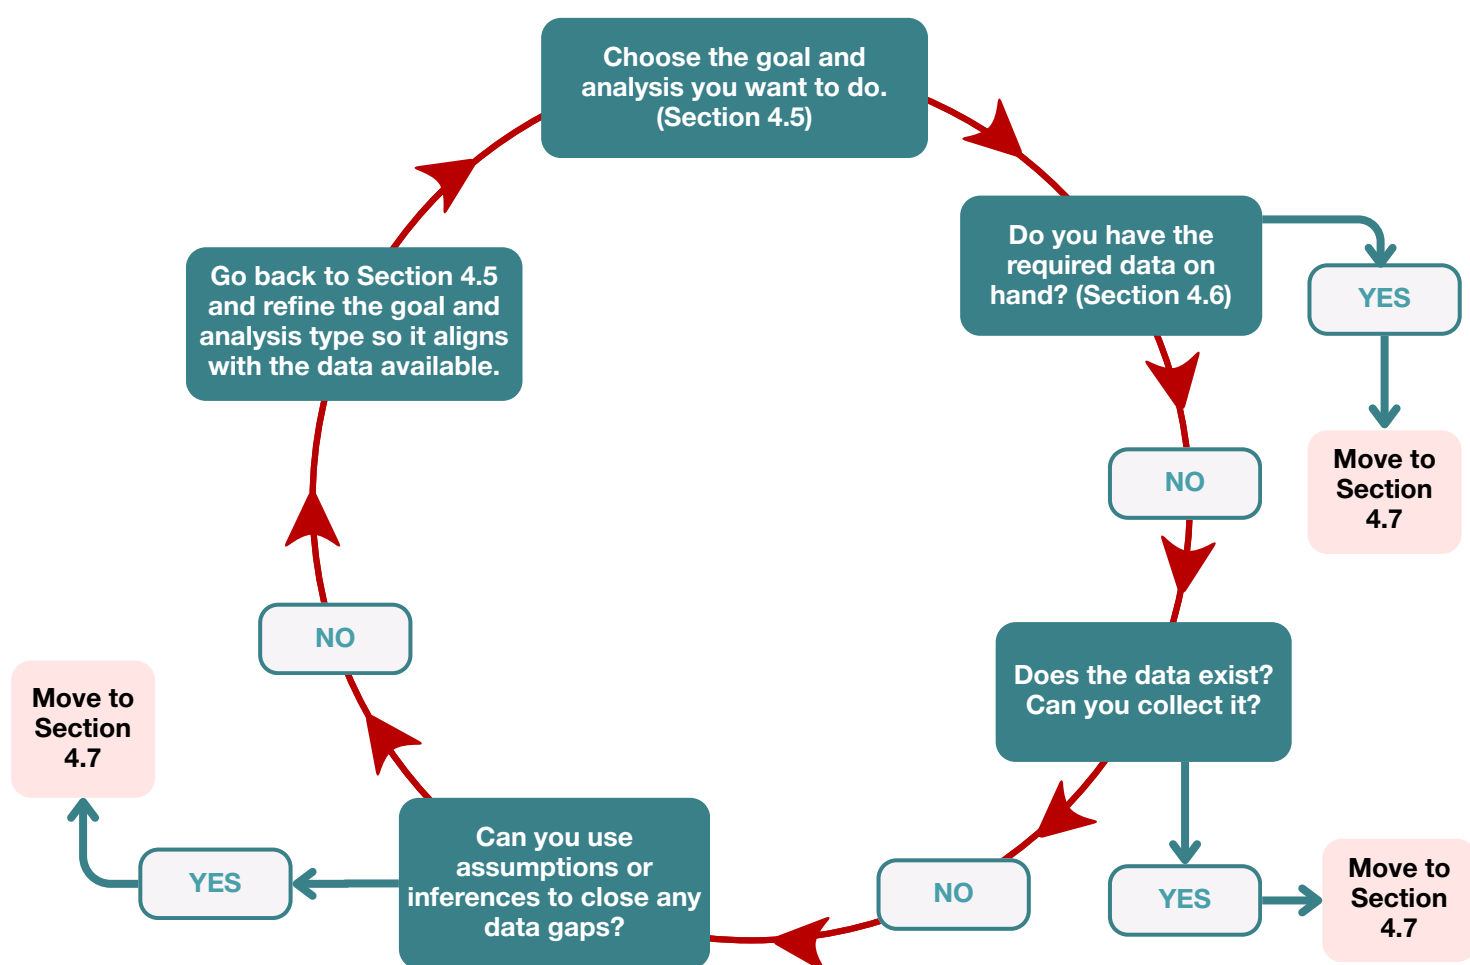 Choose the goal and
analysis you want to do.
(Section 4.5)
Do you have the
required data on
hand? (Section 4.6)
YES
Move to
Section
4.7
NO
Does the data exist?
Can you collect it?
YES
Move to
Section
4.7
NO
Can you use
assumptions or
inferences to close any
data gaps?
YES
Move to
Section
4.7
NO
Go back to Section 4.5
and refine the goal and
analysis type so it aligns
with the data available.